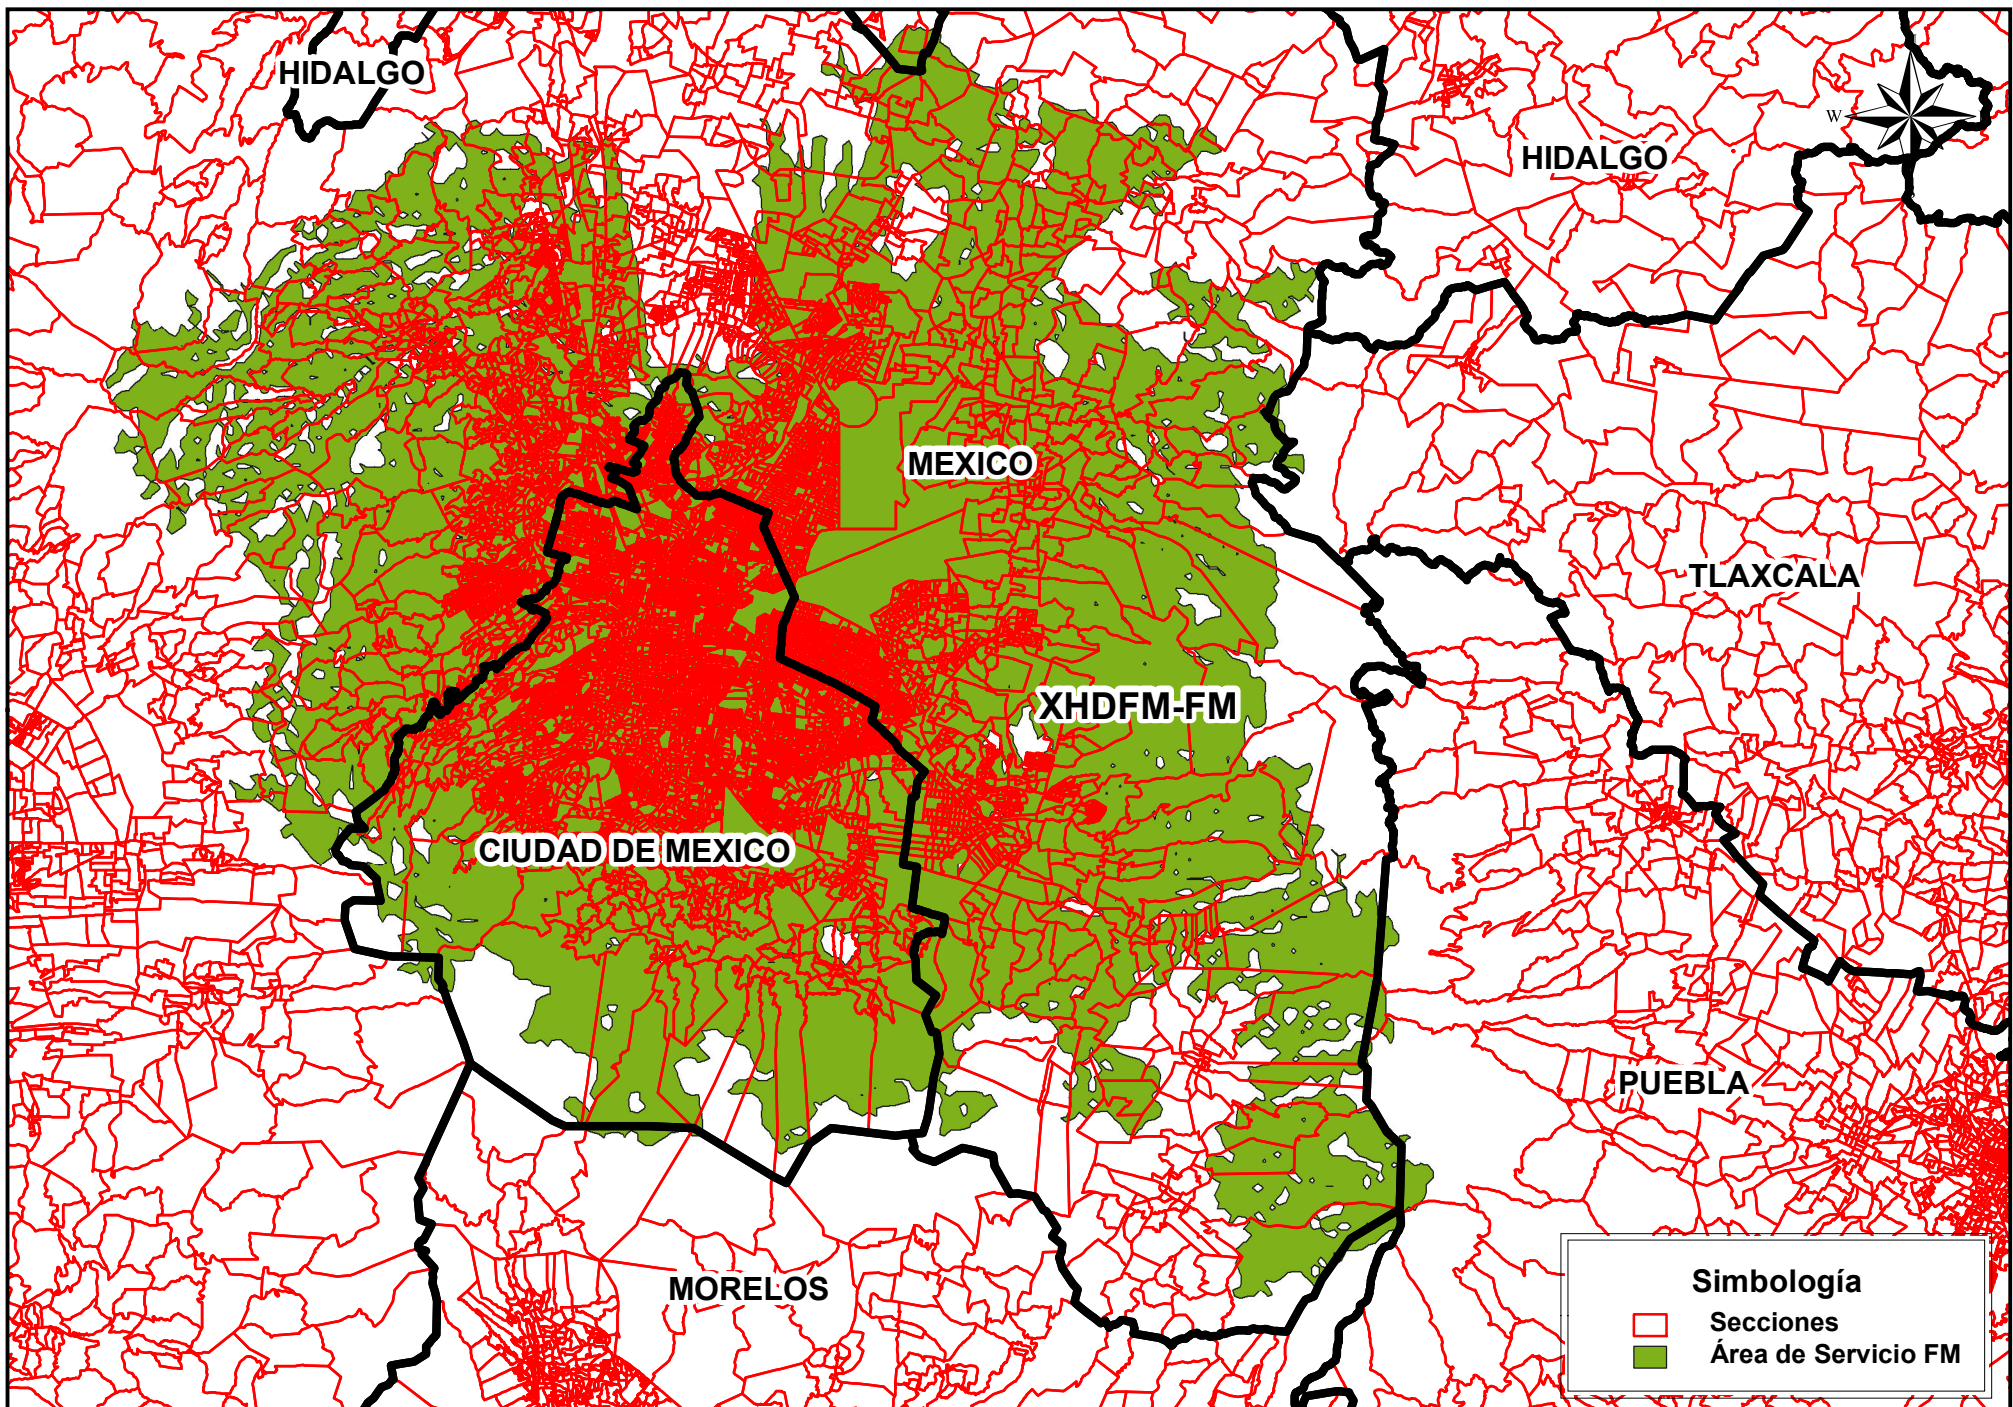 HIDALGO
W
HIDALGO
MEXICO
TLAXCALA
XHDFM-FM
CIUDAD DE MEXICO
PUEBLA
MORELOS
Simbología
Secciones
Área de Servicio FM